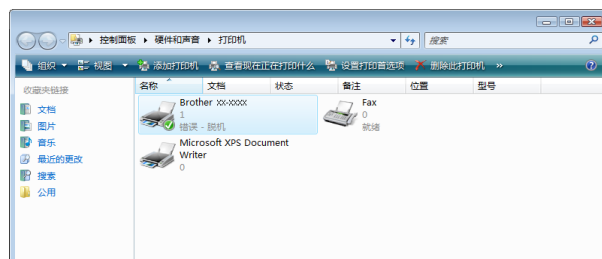 控制面板 ▸ 硬件和声音 ▸ 打印机
搜索
组织 视图 添加打印机 查看现在正在打印什么 设置打印首选项 删除此打印机 »
收藏夹链接
文档
图片
音乐
最近的更改
搜索
公用
名称 文档 状态 备注 位置 型号
Brother XX-XXXX
1
错误 - 脱机
Fax
0
就绪
Microsoft XPS Document
Writer
0